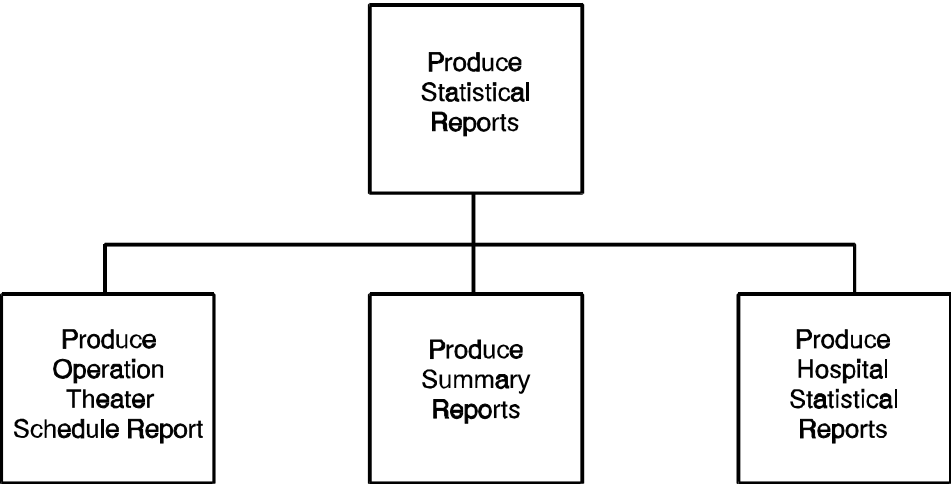 Produce
Statistical
Reports
Produce
Operation
Theater
Schedule Report
Produce
Summary
Reports
Produce
Hospital
Statistical
Reports